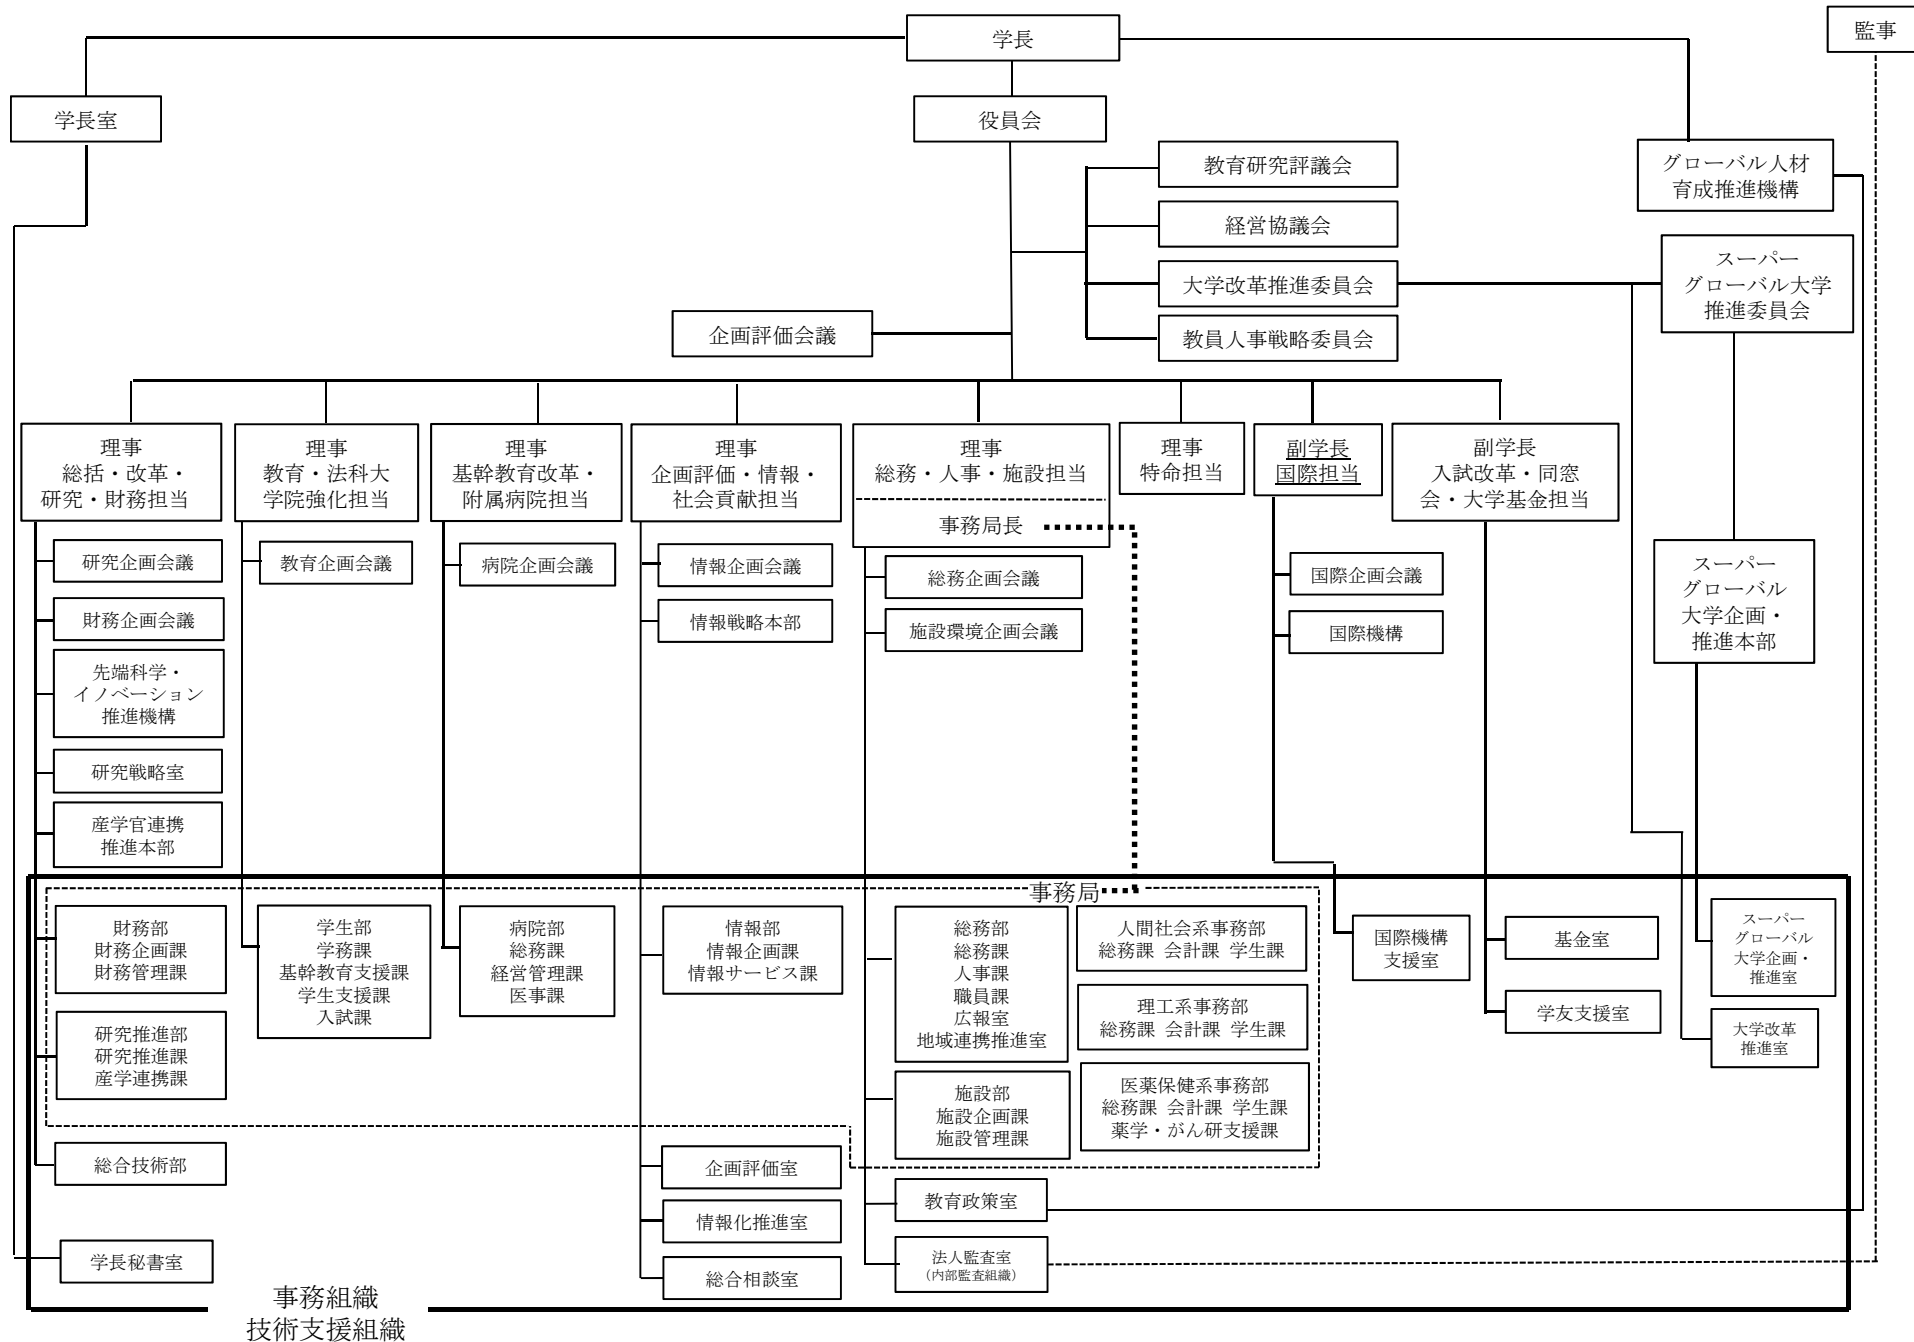 学長
監事
学長室
役員会
教育研究評議会
グローバル人材
育成推進機構
経営協議会
大学改革推進委員会
スーパー
グローバル大学
推進委員会
企画評価会議
教員人事戦略委員会
理事
総括・改革・
研究・財務担当
理事
教育・法科大
学院強化担当
理事
基幹教育改革・
附属病院担当
理事
企画評価・情報・
社会貢献担当
理事
総務・人事・施設担当
事務局長
理事
特命担当
副学長
国際担当
副学長
入試改革・同窓
会・大学基金担当
研究企画会議
財務企画会議
先端科学・
イノベーション
推進機構
研究戦略室
産学官連携
推進本部
教育企画会議
病院企画会議
情報企画会議
情報戦略本部
総務企画会議
施設環境企画会議
国際企画会議
国際機構
スーパー
グローバル
大学企画・
推進本部
事務局
財務部
財務企画課
財務管理課
研究推進部
研究推進課
産学連携課
総合技術部
学長秘書室
学生部
学務課
基幹教育支援課
学生支援課
入試課
病院部
総務課
経営管理課
医事課
情報部
情報企画課
情報サービス課
企画評価室
情報化推進室
総合相談室
総務部
総務課
人事課
職員課
広報室
地域連携推進室
施設部
施設企画課
施設管理課
教育政策室
法人監査室
（内部監査組織）
人間社会系事務部
総務課 会計課 学生課
理工系事務部
総務課 会計課 学生課
医薬保健系事務部
総務課 会計課 学生課
薬学・がん研支援課
国際機構
支援室
基金室
学友支援室
スーパー
グローバル
大学企画・
推進室
大学改革
推進室
事務組織
技術支援組織